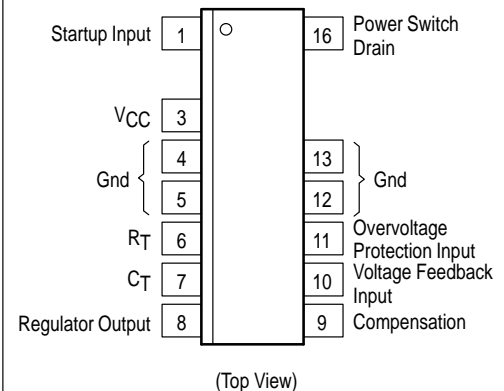 Startup Input 1 16 Power Switch
Drain
VCC 3
4 13
Gnd Gnd
5 12
RT 6 11 Overvoltage
Protection Input
CT 7 10 Voltage Feedback
Input
Regulator Output 8 9 Compensation
(Top View)